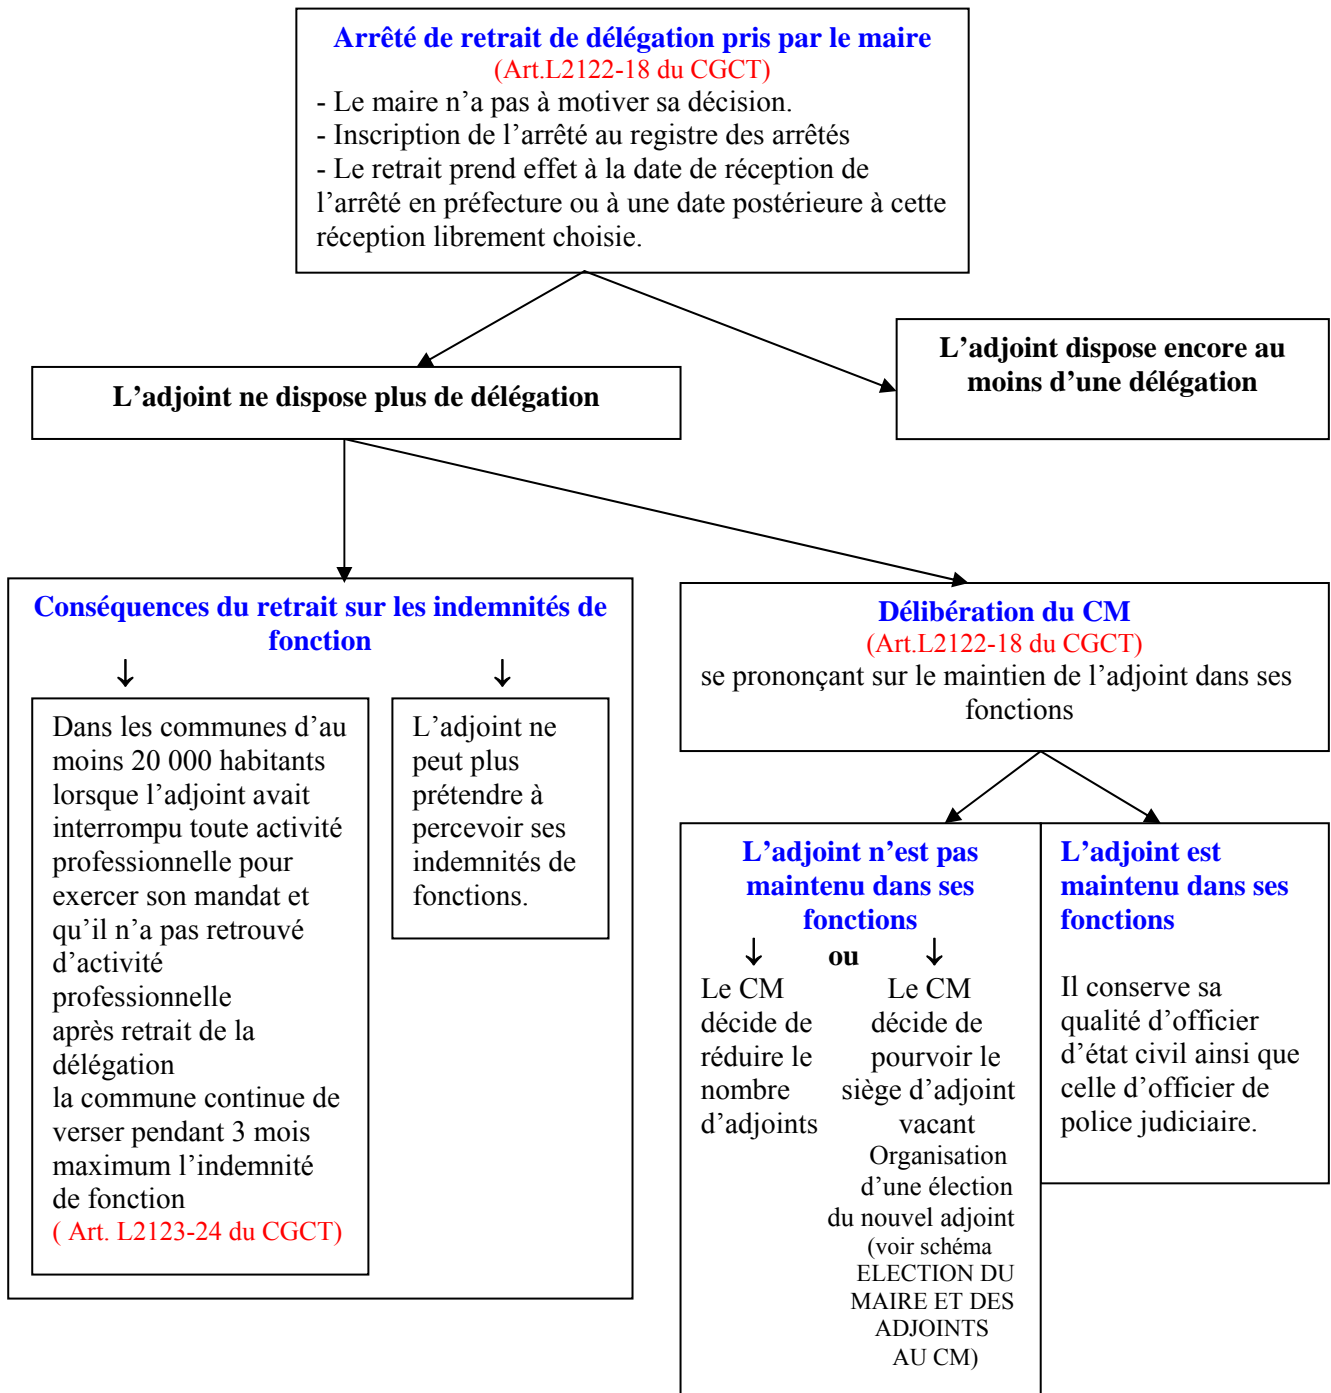 Arrêté de retrait de délégation pris par le maire
(Art.L2122-18 du CGCT)
- Le maire n’a pas à motiver sa décision.
- Inscription de l’arrêté au registre des arrêtés
- Le retrait prend effet à la date de réception de
l’arrêté en préfecture ou à une date postérieure à cette
réception librement choisie.
L’adjoint dispose encore au
moins d’une délégation
L’adjoint ne dispose plus de délégation
Conséquences du retrait sur les indemnités de
fonction
Dans les communes d’au
moins 20 000 habitants
lorsque l’adjoint avait
interrompu toute activité
professionnelle pour
exercer son mandat et
qu’il n’a pas retrouvé
d’activité
professionnelle
après retrait de la
délégation
la commune continue de
verser pendant 3 mois
maximum l’indemnité
de fonction
( Art. L2123-24 du CGCT)
L’adjoint ne
peut plus
prétendre à
percevoir ses
indemnités de
fonctions.
Délibération du CM
(Art.L2122-18 du CGCT)
se prononçant sur le maintien de l’adjoint dans ses
fonctions
L’adjoint n’est pas
maintenu dans ses
fonctions
ou
Le CM
décide de
réduire le
nombre
d’adjoints
Le CM
décide de
pourvoir le
siège d’adjoint
vacant
Organisation
d’une élection
du nouvel adjoint
(voir schéma
ELECTION DU
MAIRE ET DES
ADJOINTS
AU CM)
L’adjoint est
maintenu dans ses
fonctions
Il conserve sa
qualité d’officier
d’état civil ainsi que
celle d’officier de
police judiciaire.